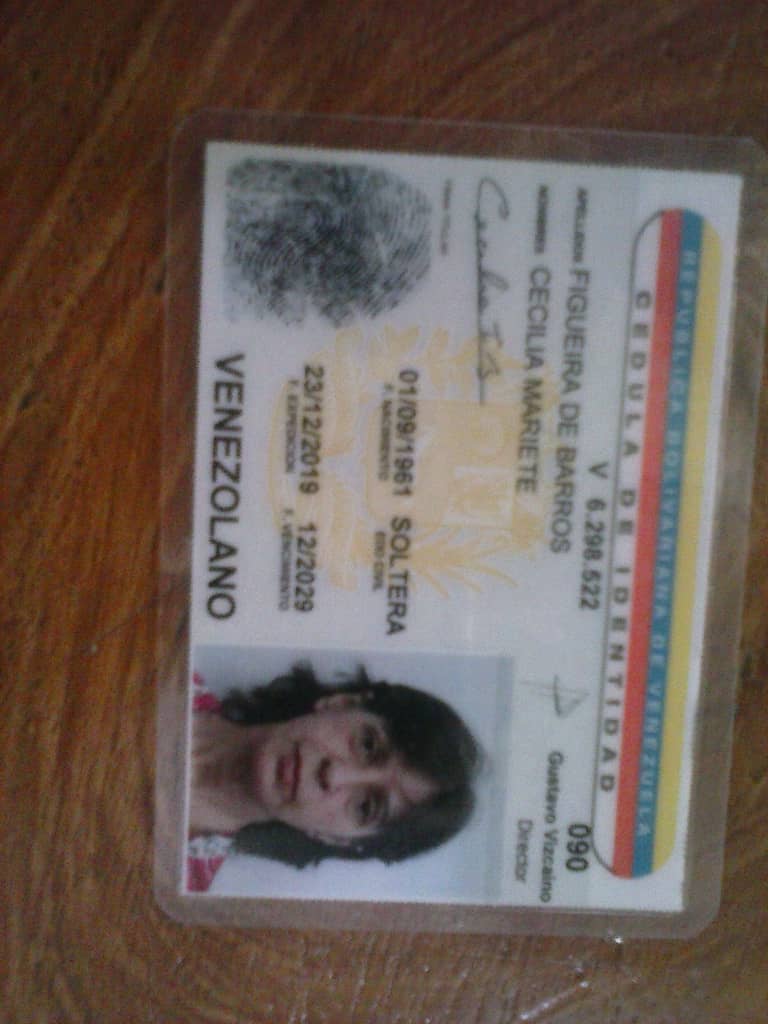 REPUBLICA BOLIVARIANA DE VENEZUELA
CEDULA DE IDENTIDAD
V 6.298.522
090
APELLIDOS FIGUEIRA DE BARROS
Gustavo Vizcaino
Director
NOMBRES CECILIA MARIETE
FIRMA TITULAR
01/09/1961 SOLTERA
F. NACIMIENTO EDO CIVIL
23/12/2019 12/2029
F. EXPEDICION F. VENCIMIENTO
VENEZOLANO